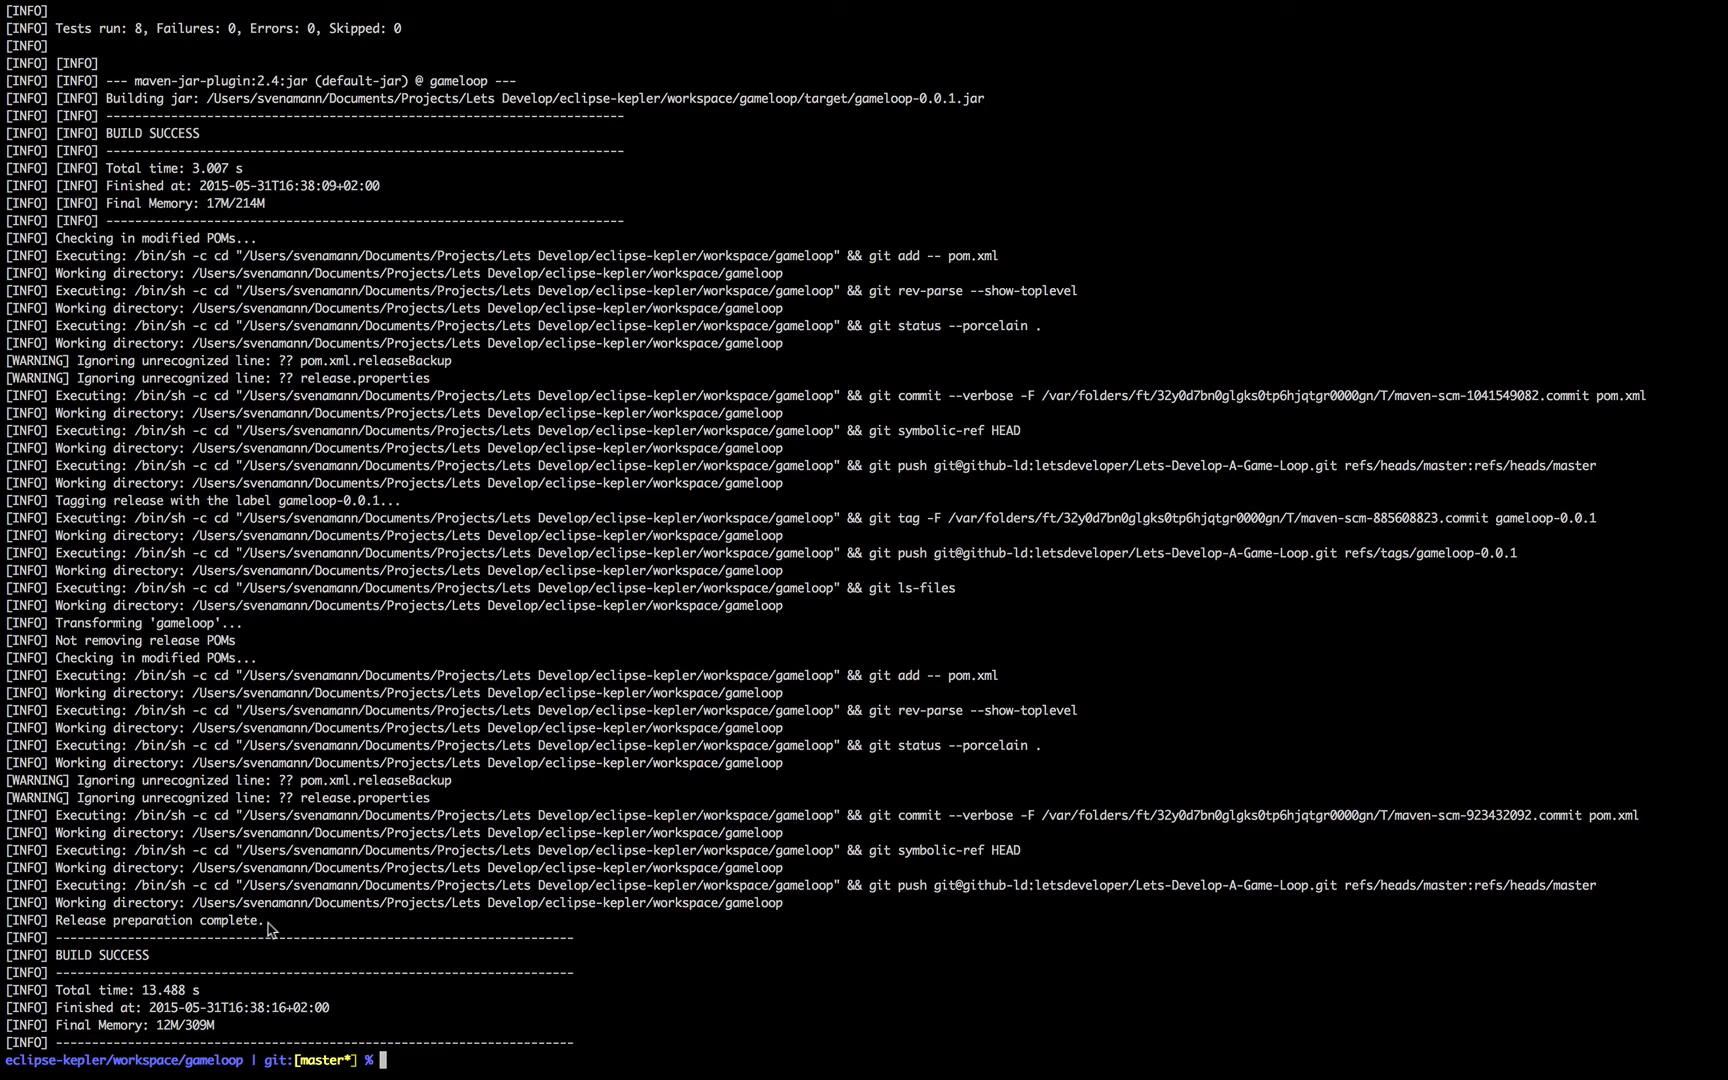 [INFO]
[INFO] Tests run: 8, Failures: 0, Errors: 0, Skipped: 0
[INFO]
[INFO] [INFO]
[INFO] [INFO] --- maven-jar-plugin:2.4:jar (default-jar) @ gameloop ---
[INFO] [INFO] Building jar: /Users/svenamann/Documents/Projects/Lets Develop/eclipse-kepler/workspace/gameloop/target/gameloop-0.0.1.jar
[INFO] [INFO] ------------------------------------------------------------------------
[INFO] [INFO] BUILD SUCCESS
[INFO] [INFO] ------------------------------------------------------------------------
[INFO] [INFO] Total time: 3.007 s
[INFO] [INFO] Finished at: 2015-05-31T16:38:09+02:00
[INFO] [INFO] Final Memory: 17M/214M
[INFO] [INFO] ------------------------------------------------------------------------
[INFO] Checking in modified POMs...
[INFO] Executing: /bin/sh -c cd "/Users/svenamann/Documents/Projects/Lets Develop/eclipse-kepler/workspace/gameloop" && git add -- pom.xml
[INFO] Working directory: /Users/svenamann/Documents/Projects/Lets Develop/eclipse-kepler/workspace/gameloop
[INFO] Executing: /bin/sh -c cd "/Users/svenamann/Documents/Projects/Lets Develop/eclipse-kepler/workspace/gameloop" && git rev-parse --show-toplevel
[INFO] Working directory: /Users/svenamann/Documents/Projects/Lets Develop/eclipse-kepler/workspace/gameloop
[INFO] Executing: /bin/sh -c cd "/Users/svenamann/Documents/Projects/Lets Develop/eclipse-kepler/workspace/gameloop" && git status --porcelain .
[INFO] Working directory: /Users/svenamann/Documents/Projects/Lets Develop/eclipse-kepler/workspace/gameloop
[WARNING] Ignoring unrecognized line: ?? pom.xml.releaseBackup
[WARNING] Ignoring unrecognized line: ?? release.properties
[INFO] Executing: /bin/sh -c cd "/Users/svenamann/Documents/Projects/Lets Develop/eclipse-kepler/workspace/gameloop" && git commit --verbose -F /var/folders/ft/32y0d7bn0glgks0tp6hjqtgr0000gn/T/maven-scm-1041549082.commit pom.xml
[INFO] Working directory: /Users/svenamann/Documents/Projects/Lets Develop/eclipse-kepler/workspace/gameloop
[INFO] Executing: /bin/sh -c cd "/Users/svenamann/Documents/Projects/Lets Develop/eclipse-kepler/workspace/gameloop" && git symbolic-ref HEAD
[INFO] Working directory: /Users/svenamann/Documents/Projects/Lets Develop/eclipse-kepler/workspace/gameloop
[INFO] Executing: /bin/sh -c cd "/Users/svenamann/Documents/Projects/Lets Develop/eclipse-kepler/workspace/gameloop" && git push git@github-ld:letsdeveloper/Lets-Develop-A-Game-Loop.git refs/heads/master:refs/heads/master
[INFO] Working directory: /Users/svenamann/Documents/Projects/Lets Develop/eclipse-kepler/workspace/gameloop
[INFO] Tagging release with the label gameloop-0.0.1...
[INFO] Executing: /bin/sh -c cd "/Users/svenamann/Documents/Projects/Lets Develop/eclipse-kepler/workspace/gameloop" && git tag -F /var/folders/ft/32y0d7bn0glgks0tp6hjqtgr0000gn/T/maven-scm-885608823.commit gameloop-0.0.1
[INFO] Working directory: /Users/svenamann/Documents/Projects/Lets Develop/eclipse-kepler/workspace/gameloop
[INFO] Executing: /bin/sh -c cd "/Users/svenamann/Documents/Projects/Lets Develop/eclipse-kepler/workspace/gameloop" && git push git@github-ld:letsdeveloper/Lets-Develop-A-Game-Loop.git refs/tags/gameloop-0.0.1
[INFO] Working directory: /Users/svenamann/Documents/Projects/Lets Develop/eclipse-kepler/workspace/gameloop
[INFO] Executing: /bin/sh -c cd "/Users/svenamann/Documents/Projects/Lets Develop/eclipse-kepler/workspace/gameloop" && git ls-files
[INFO] Working directory: /Users/svenamann/Documents/Projects/Lets Develop/eclipse-kepler/workspace/gameloop
[INFO] Transforming 'gameloop'...
[INFO] Not removing release POMs
[INFO] Checking in modified POMs...
[INFO] Executing: /bin/sh -c cd "/Users/svenamann/Documents/Projects/Lets Develop/eclipse-kepler/workspace/gameloop" && git add -- pom.xml
[INFO] Working directory: /Users/svenamann/Documents/Projects/Lets Develop/eclipse-kepler/workspace/gameloop
[INFO] Executing: /bin/sh -c cd "/Users/svenamann/Documents/Projects/Lets Develop/eclipse-kepler/workspace/gameloop" && git rev-parse --show-toplevel
[INFO] Working directory: /Users/svenamann/Documents/Projects/Lets Develop/eclipse-kepler/workspace/gameloop
[INFO] Executing: /bin/sh -c cd "/Users/svenamann/Documents/Projects/Lets Develop/eclipse-kepler/workspace/gameloop" && git status --porcelain .
[INFO] Working directory: /Users/svenamann/Documents/Projects/Lets Develop/eclipse-kepler/workspace/gameloop
[WARNING] Ignoring unrecognized line: ?? pom.xml.releaseBackup
[WARNING] Ignoring unrecognized line: ?? release.properties
[INFO] Executing: /bin/sh -c cd "/Users/svenamann/Documents/Projects/Lets Develop/eclipse-kepler/workspace/gameloop" && git commit --verbose -F /var/folders/ft/32y0d7bn0glgks0tp6hjqtgr0000gn/T/maven-scm-923432092.commit pom.xml
[INFO] Working directory: /Users/svenamann/Documents/Projects/Lets Develop/eclipse-kepler/workspace/gameloop
[INFO] Executing: /bin/sh -c cd "/Users/svenamann/Documents/Projects/Lets Develop/eclipse-kepler/workspace/gameloop" && git symbolic-ref HEAD
[INFO] Working directory: /Users/svenamann/Documents/Projects/Lets Develop/eclipse-kepler/workspace/gameloop
[INFO] Executing: /bin/sh -c cd "/Users/svenamann/Documents/Projects/Lets Develop/eclipse-kepler/workspace/gameloop" && git push git@github-ld:letsdeveloper/Lets-Develop-A-Game-Loop.git refs/heads/master:refs/heads/master
[INFO] Working directory: /Users/svenamann/Documents/Projects/Lets Develop/eclipse-kepler/workspace/gameloop
[INFO] Release preparation complete.
[INFO] ------------------------------------------------------------------------
[INFO] BUILD SUCCESS
[INFO] ------------------------------------------------------------------------
[INFO] Total time: 13.488 s
[INFO] Finished at: 2015-05-31T16:38:16+02:00
[INFO] Final Memory: 12M/309M
[INFO] ------------------------------------------------------------------------
eclipse-kepler/workspace/gameloop | git:[master*] %